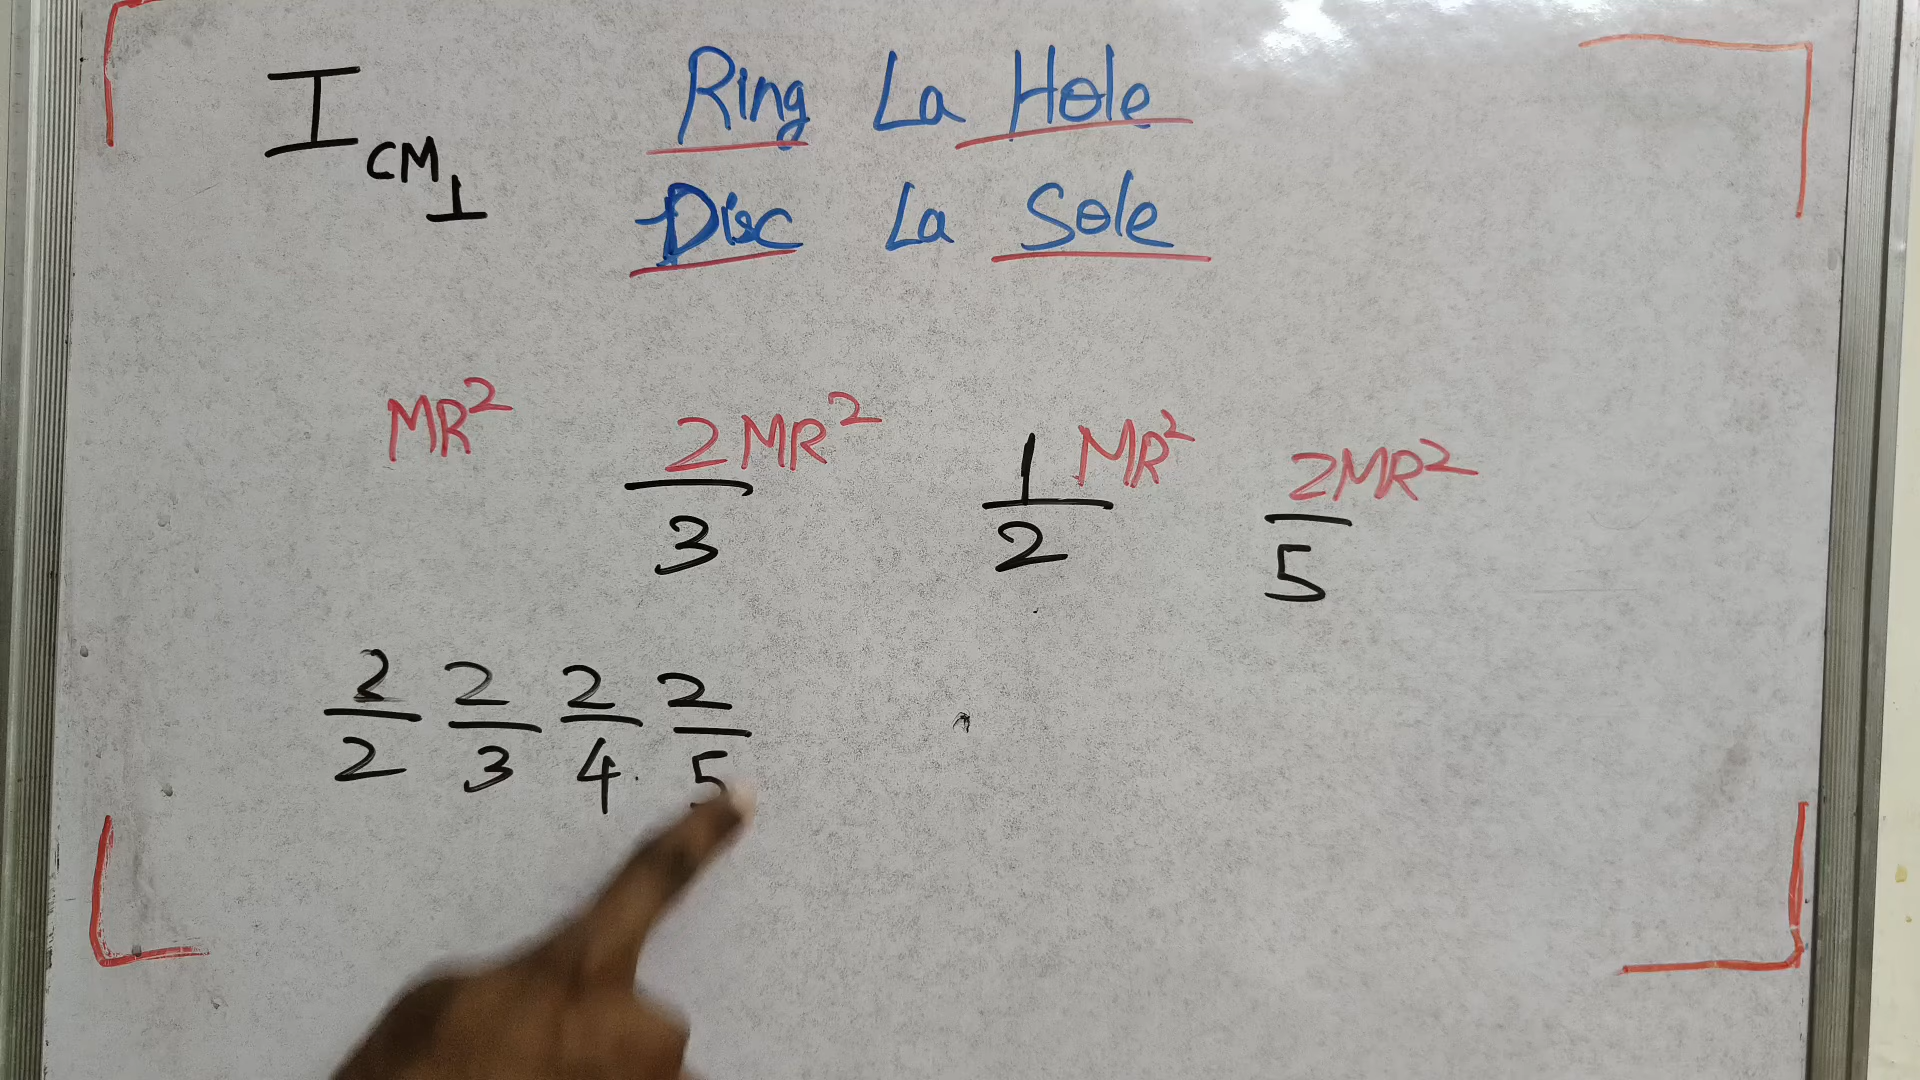 I CM⊥ Ring La Hole
Disc La Sole
MR² 2MR²/3 1/2 MR² 2MR²/5
2/2 2/3 2/4 2/5